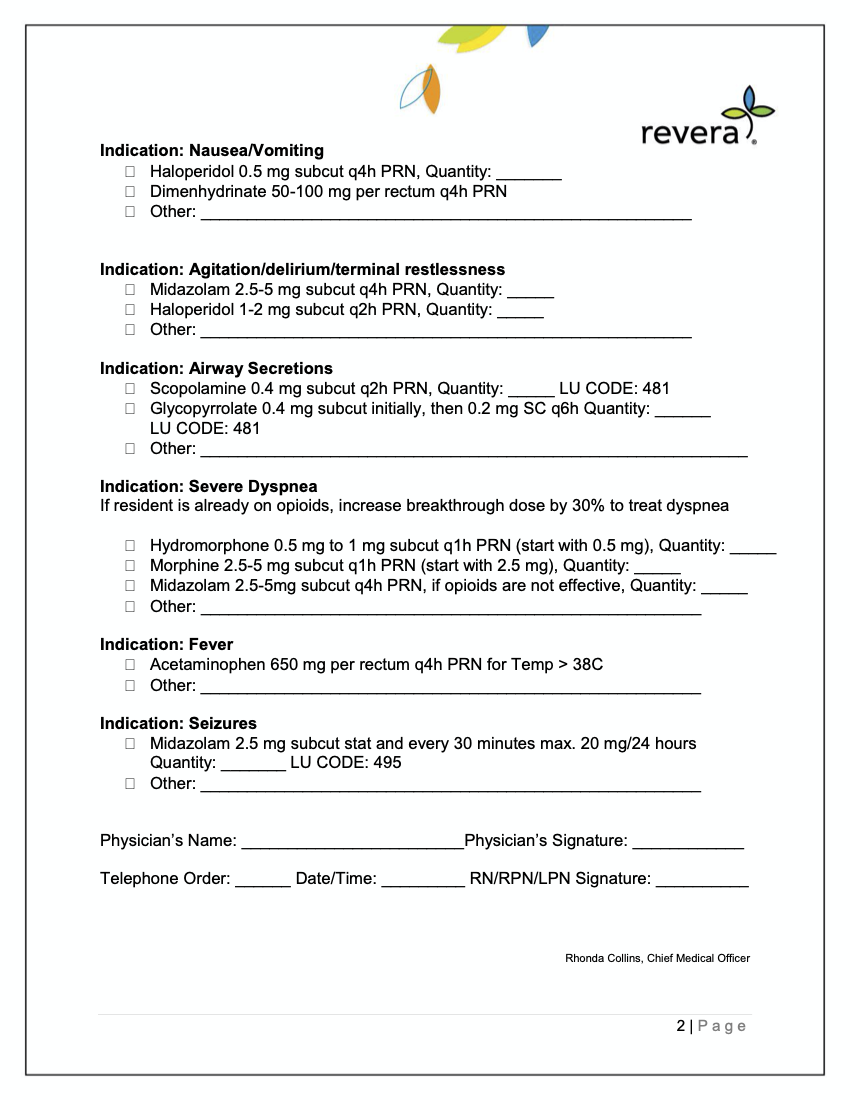 revera
Indication: Nausea/Vomiting
☐ Haloperidol 0.5 mg subcut q4h PRN, Quantity: _______
☐ Dimenhydrinate 50-100 mg per rectum q4h PRN
☐ Other: _____________________________________________________
Indication: Agitation/delirium/terminal restlessness
☐ Midazolam 2.5-5 mg subcut q4h PRN, Quantity: _____
☐ Haloperidol 1-2 mg subcut q2h PRN, Quantity: _____
☐ Other: _____________________________________________________
Indication: Airway Secretions
☐ Scopolamine 0.4 mg subcut q2h PRN, Quantity: _____ LU CODE: 481
☐ Glycopyrrolate 0.4 mg subcut initially, then 0.2 mg SC q6h Quantity: ______
LU CODE: 481
☐ Other: ___________________________________________________________
Indication: Severe Dyspnea
If resident is already on opioids, increase breakthrough dose by 30% to treat dyspnea
☐ Hydromorphone 0.5 mg to 1 mg subcut q1h PRN (start with 0.5 mg), Quantity: _____
☐ Morphine 2.5-5 mg subcut q1h PRN (start with 2.5 mg), Quantity: _____
☐ Midazolam 2.5-5mg subcut q4h PRN, if opioids are not effective, Quantity: _____
☐ Other: ______________________________________________________
Indication: Fever
☐ Acetaminophen 650 mg per rectum q4h PRN for Temp > 38C
☐ Other: ______________________________________________________
Indication: Seizures
☐ Midazolam 2.5 mg subcut stat and every 30 minutes max. 20 mg/24 hours
Quantity: _______ LU CODE: 495
☐ Other: ______________________________________________________
Physician’s Name: ________________________Physician’s Signature: ____________
Telephone Order: ______ Date/Time: _________ RN/RPN/LPN Signature: __________
Rhonda Collins, Chief Medical Officer
2 | Page